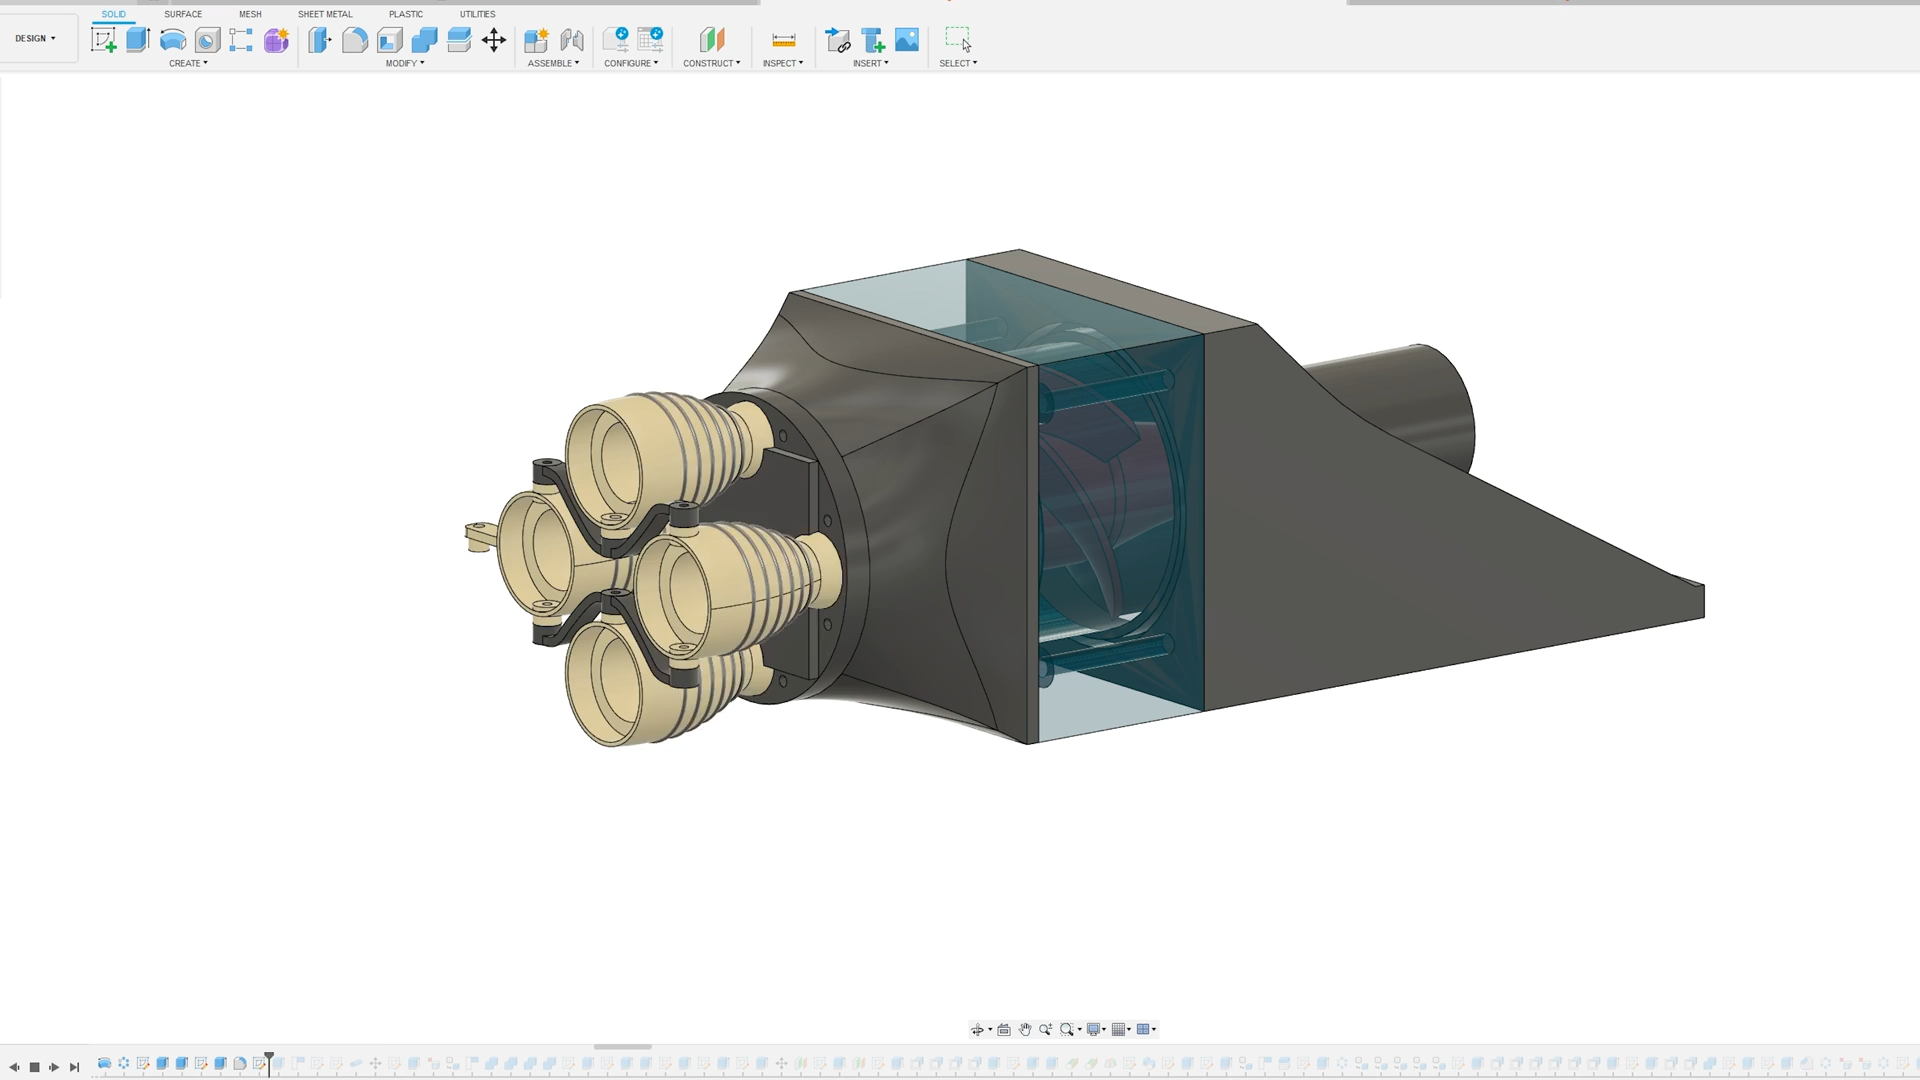 SOLID SURFACE MESH SHEET METAL PLASTIC UTILITIES
DESIGN
CREATE MODIFY ASSEMBLE CONFIGURE CONSTRUCT INSPECT INSERT SELECT